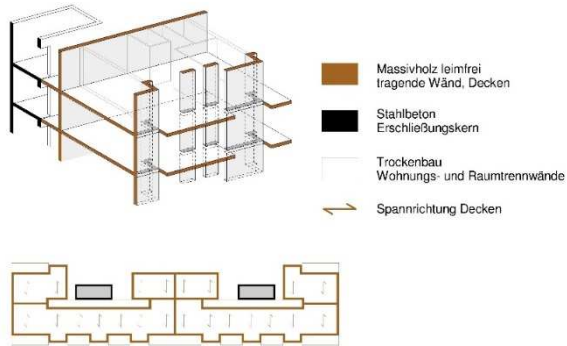 Massivholz leimfrei
tragende Wänd, Decken
Stahlbeton
Erschließungskern
Trockenbau
Wohnungs- und Raumtrennwände
Spannrichtung Decken